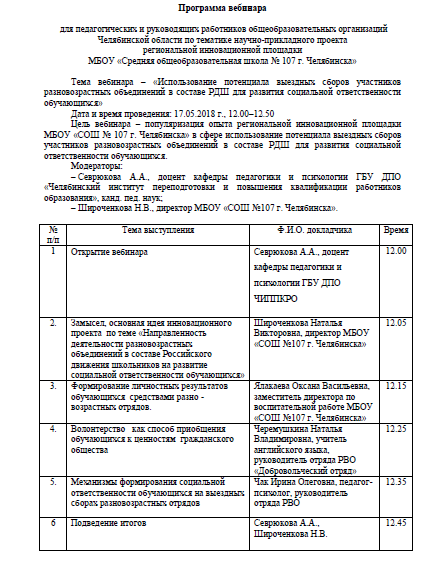 Программа вебинара
для педагогических и руководящих работников общеобразовательных организаций
Челябинской области по тематике научно-прикладного проекта
региональной инновационной площадки
МБОУ «Средняя общеобразовательная школа № 107 г. Челябинска»
Тема вебинара – «Использование потенциала выездных сборов участников
разновозрастных объединений в составе РДШ для развития социальной ответственности
обучающихся»
Дата и время проведения: 17.05.2018 г., 12.00–12.50
Цель вебинара – популяризация опыта региональной инновационной площадки
МБОУ «СОШ № 107 г. Челябинска» в сфере использование потенциала выездных сборов
участников разновозрастных объединений в составе РДШ для развития социальной
ответственности обучающихся.
Модераторы:
– Севрюкова А.А., доцент кафедры педагогики и психологии ГБУ ДПО
«Челябинский институт переподготовки и повышения квалификации работников
образования», канд. пед. наук;
– Широченкова Н.В., директор МБОУ «СОШ №107 г. Челябинска».
№ п/п Тема выступления Ф.И.О. докладчика Время
1 Открытие вебинара Севрюкова А.А., доцент 12.00
кафедры педагогики и
психологии ГБУ ДПО
ЧИППКРО
2. Замысел, основная идея инновационного Широченкова Наталья 12.05
проекта по теме «Направленность Викторовна, директор МБОУ
деятельности разновозрастных «СОШ №107 г. Челябинска»
объединений в составе Российского
движения школьников на развитие
социальной ответственности обучающихся»
3. Формирование личностных результатов Ялакаева Оксана Васильевна, 12.15
обучающихся средствами разно - заместитель директора по
возрастных отрядов. воспитательной работе МБОУ
«СОШ №107 г. Челябинска»
4. Волонтерство как способ приобщения Черемушкина Наталья 12.25
обучающихся к ценностям гражданского Владимировна, учитель
общества английского языка,
руководитель отряда РВО
«Добровольческий отряд»
5. Механизмы формирования социальной Чак Ирина Олеговна, педагог- 12.35
ответственности обучающихся на выездных психолог, руководитель
сборах разновозрастных отрядов отряда РВО
6 Подведение итогов Севрюкова А.А., 12.45
Широченкова Н.В.